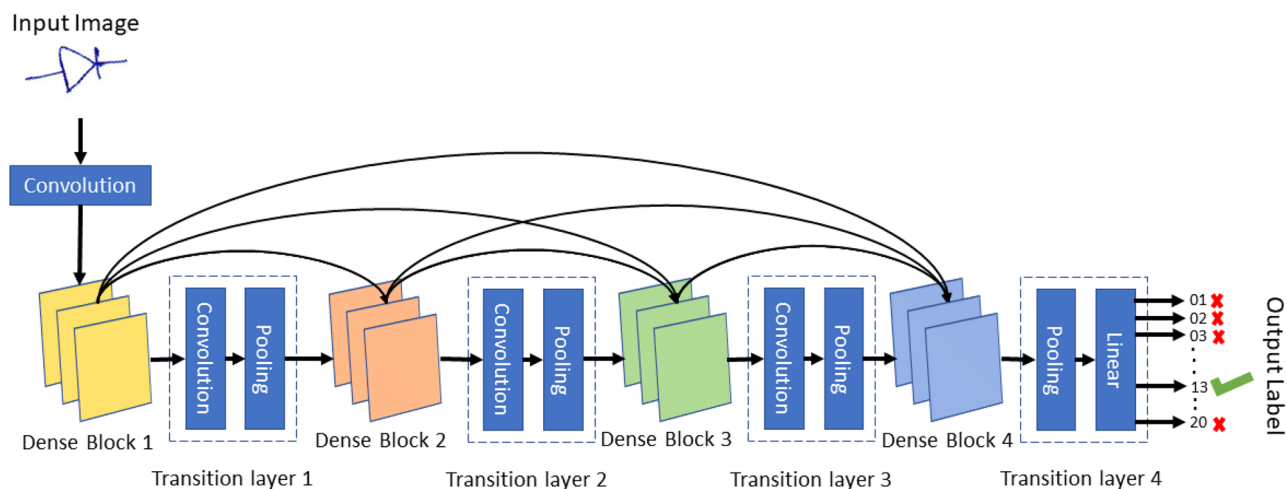 Input Image
Convolution
Convolution
Pooling
Convolution
Pooling
Convolution
Pooling
Pooling
Linear
01
02
03
13
20
Output Label
Dense Block 1
Dense Block 2
Dense Block 3
Dense Block 4
Transition layer 1
Transition layer 2
Transition layer 3
Transition layer 4